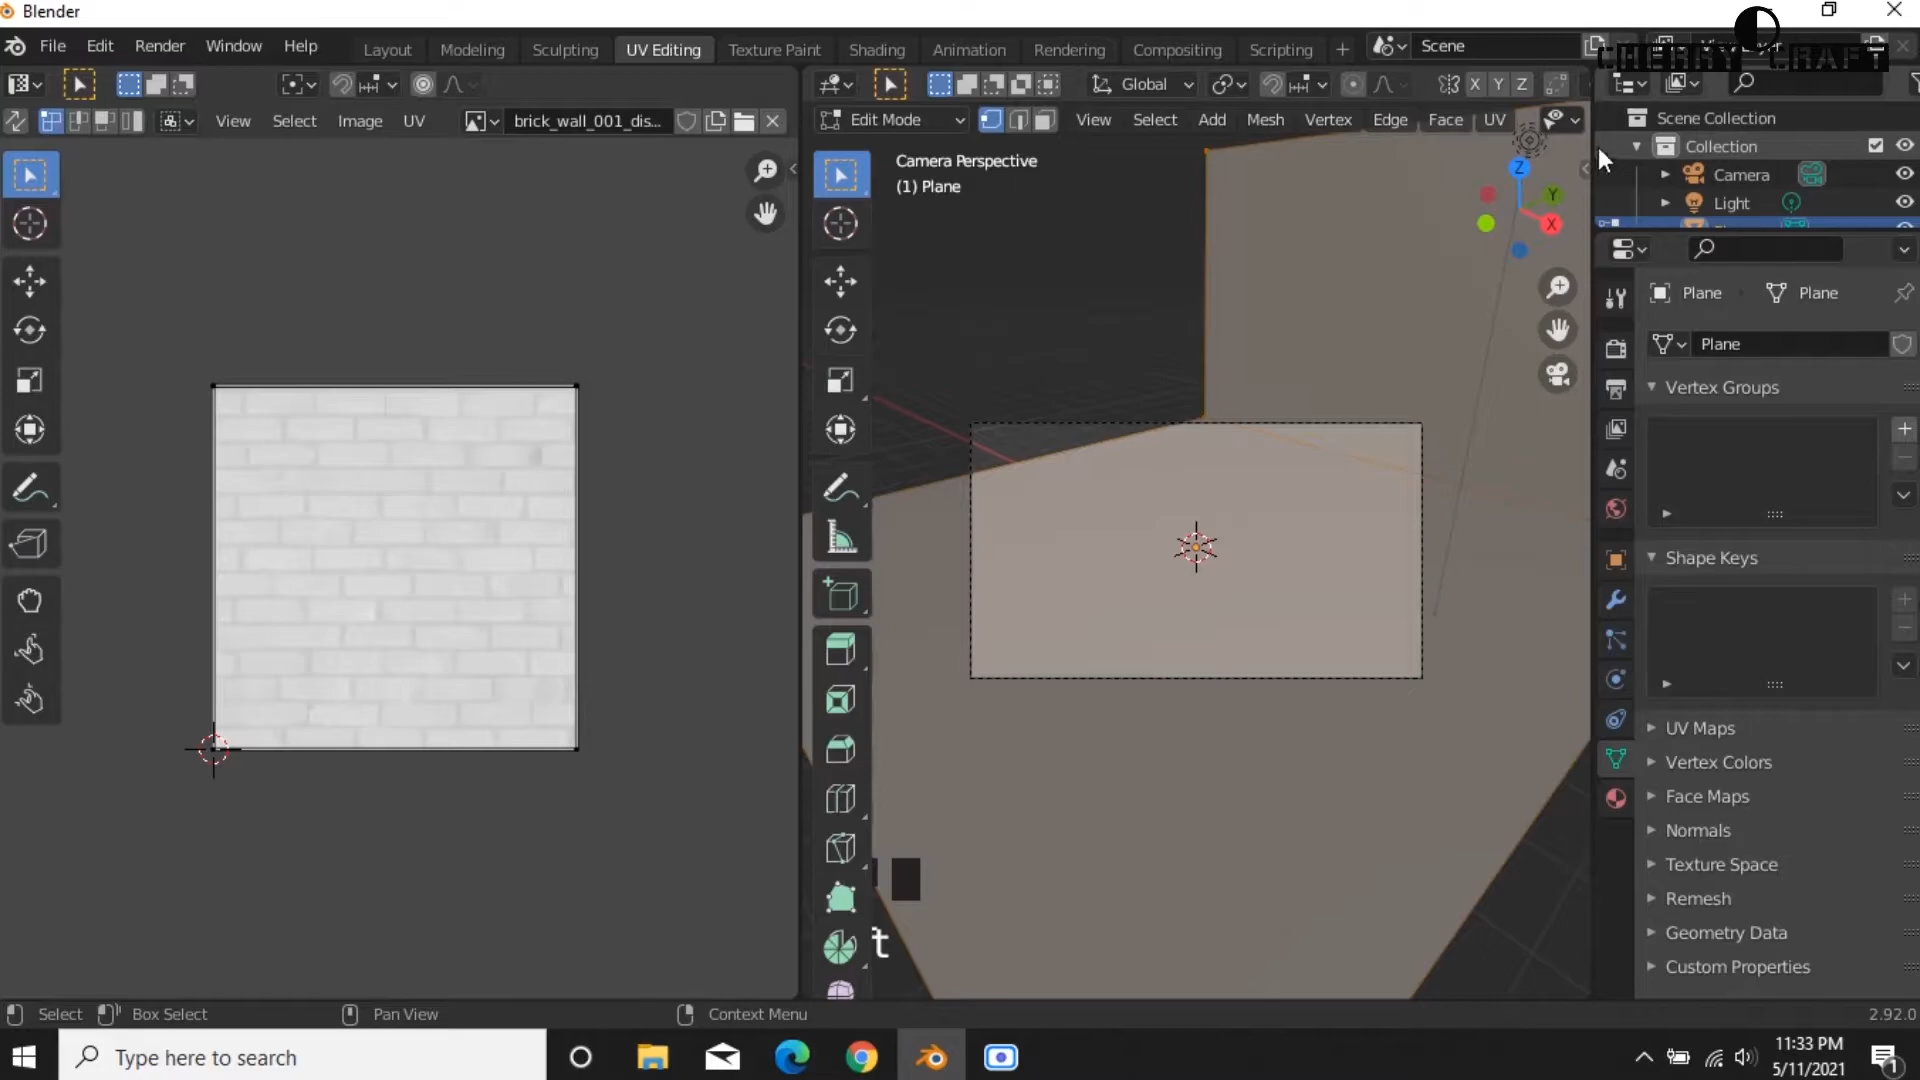 Blender
File Edit Render Window Help Layout Modeling Sculpting UV Editing Texture Paint Shading Animation Rendering Compositing Scripting + Scene
CHERRY CRAFT
Global X Y Z
View Select Image UV brick_wall_001_dis...
Edit Mode View Select Add Mesh Vertex Edge Face UV
Scene Collection
Collection
Camera
Light
Camera Perspective
(1) Plane
Z Y X
Plane Plane
Plane
Vertex Groups
Shape Keys
UV Maps
Vertex Colors
Face Maps
Normals
Texture Space
Remesh
Geometry Data
Custom Properties
t
Select Box Select Pan View Context Menu 2.92.0
Type here to search
11:33 PM
5/11/2021
1